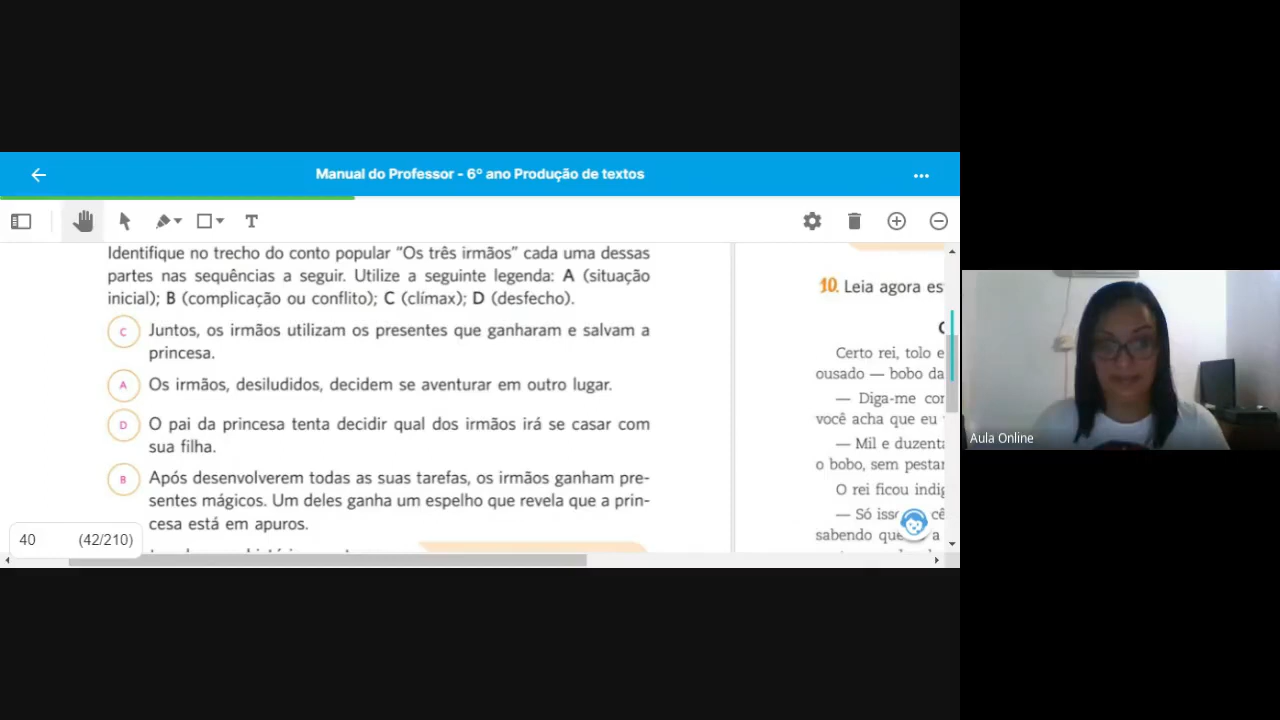 Manual do Professor - 6º ano Produção de textos
...
T
Identifique no trecho do conto popular “Os três irmãos” cada uma dessas
partes nas sequências a seguir. Utilize a seguinte legenda: A (situação
inicial); B (complicação ou conflito); C (clímax); D (desfecho).
C Juntos, os irmãos utilizam os presentes que ganharam e salvam a
princesa.
A Os irmãos, desiludidos, decidem se aventurar em outro lugar.
D O pai da princesa tenta decidir qual dos irmãos irá se casar com
sua filha.
B Após desenvolverem todas as suas tarefas, os irmãos ganham pre-
sentes mágicos. Um deles ganha um espelho que revela que a prin-
cesa está em apuros.
40 (42/210)
10. Leia agora es
C
Certo rei, tolo e
ousado — bobo da
— Diga-me con
você acha que eu
— Mil e duzenta
o bobo, sem pestar
O rei ficou indig
— Só iss cê
sabendo que a
Aula Online